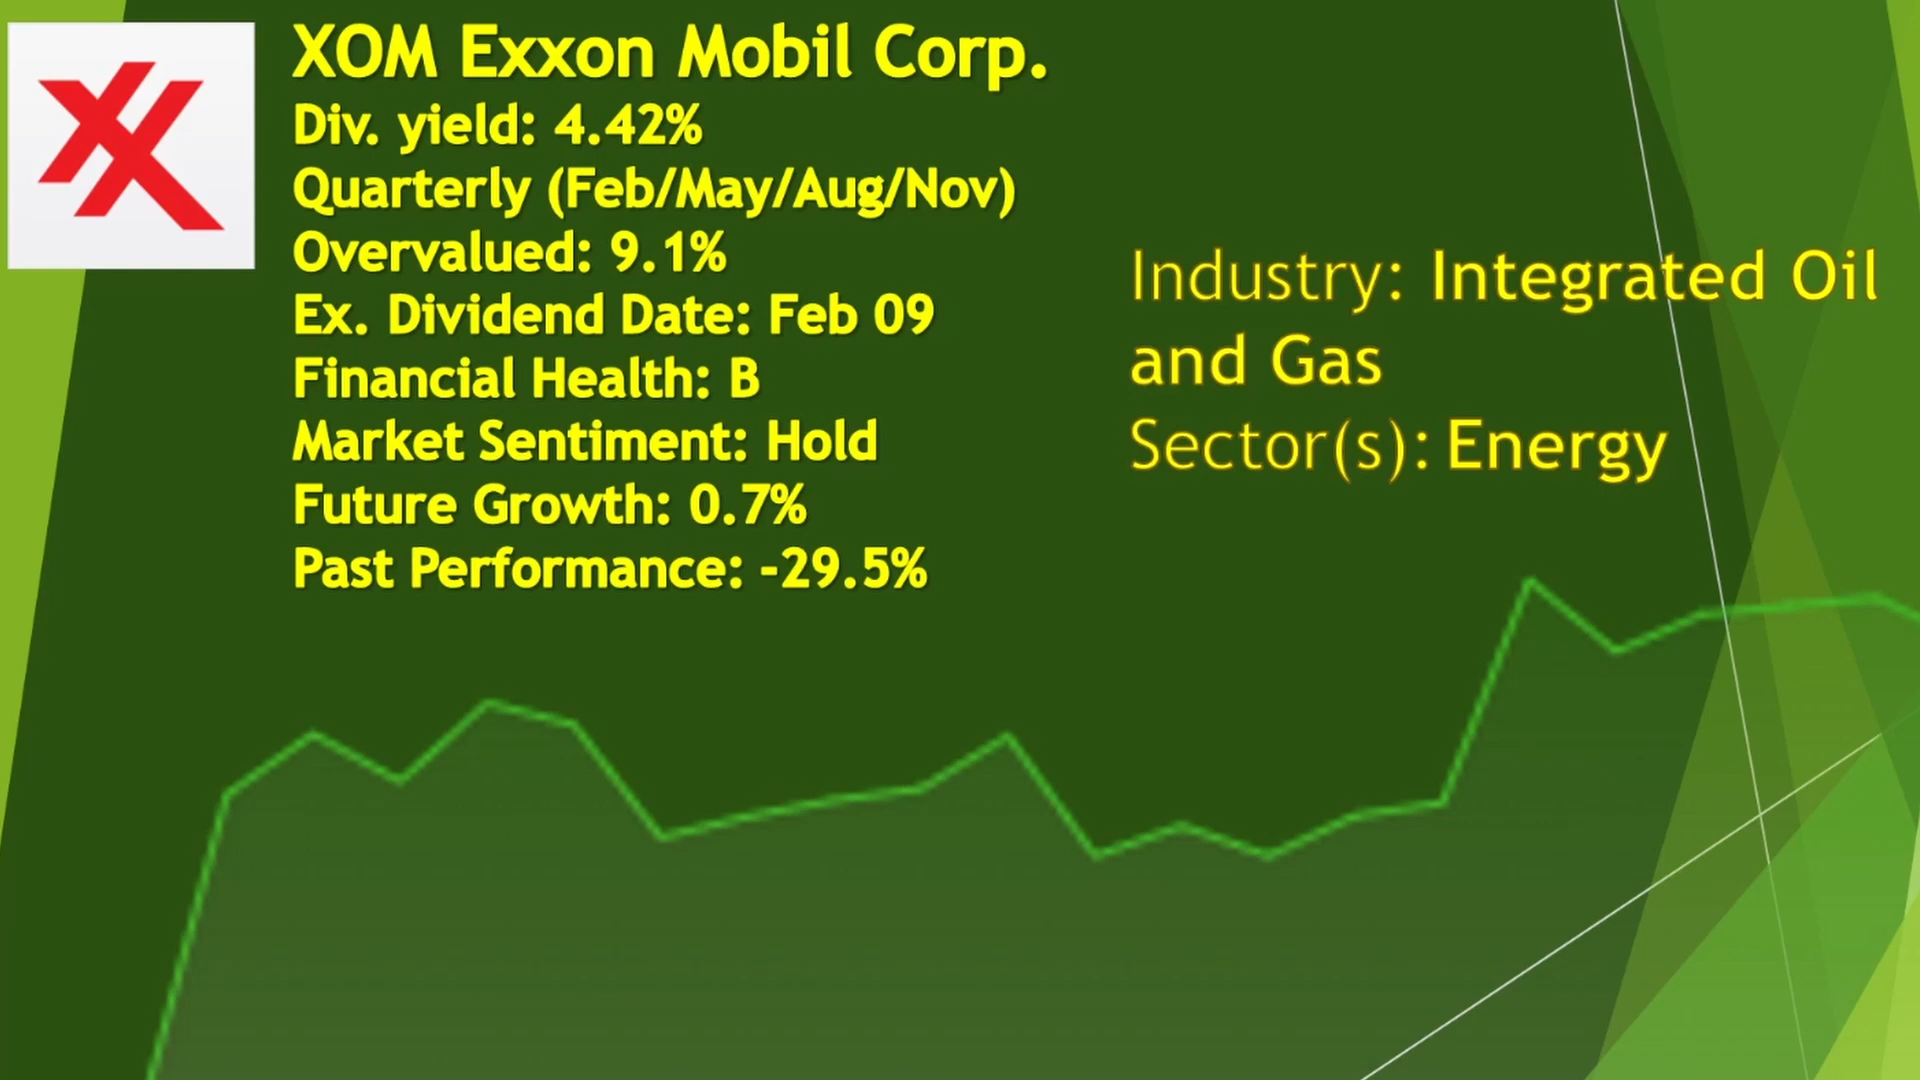 XOM Exxon Mobil Corp.
Div. yield: 4.42%
Quarterly (Feb/May/Aug/Nov)
Overvalued: 9.1%
Ex. Dividend Date: Feb 09
Financial Health: B
Market Sentiment: Hold
Future Growth: 0.7%
Past Performance: -29.5%
Industry: Integrated Oil
and Gas
Sector(s): Energy